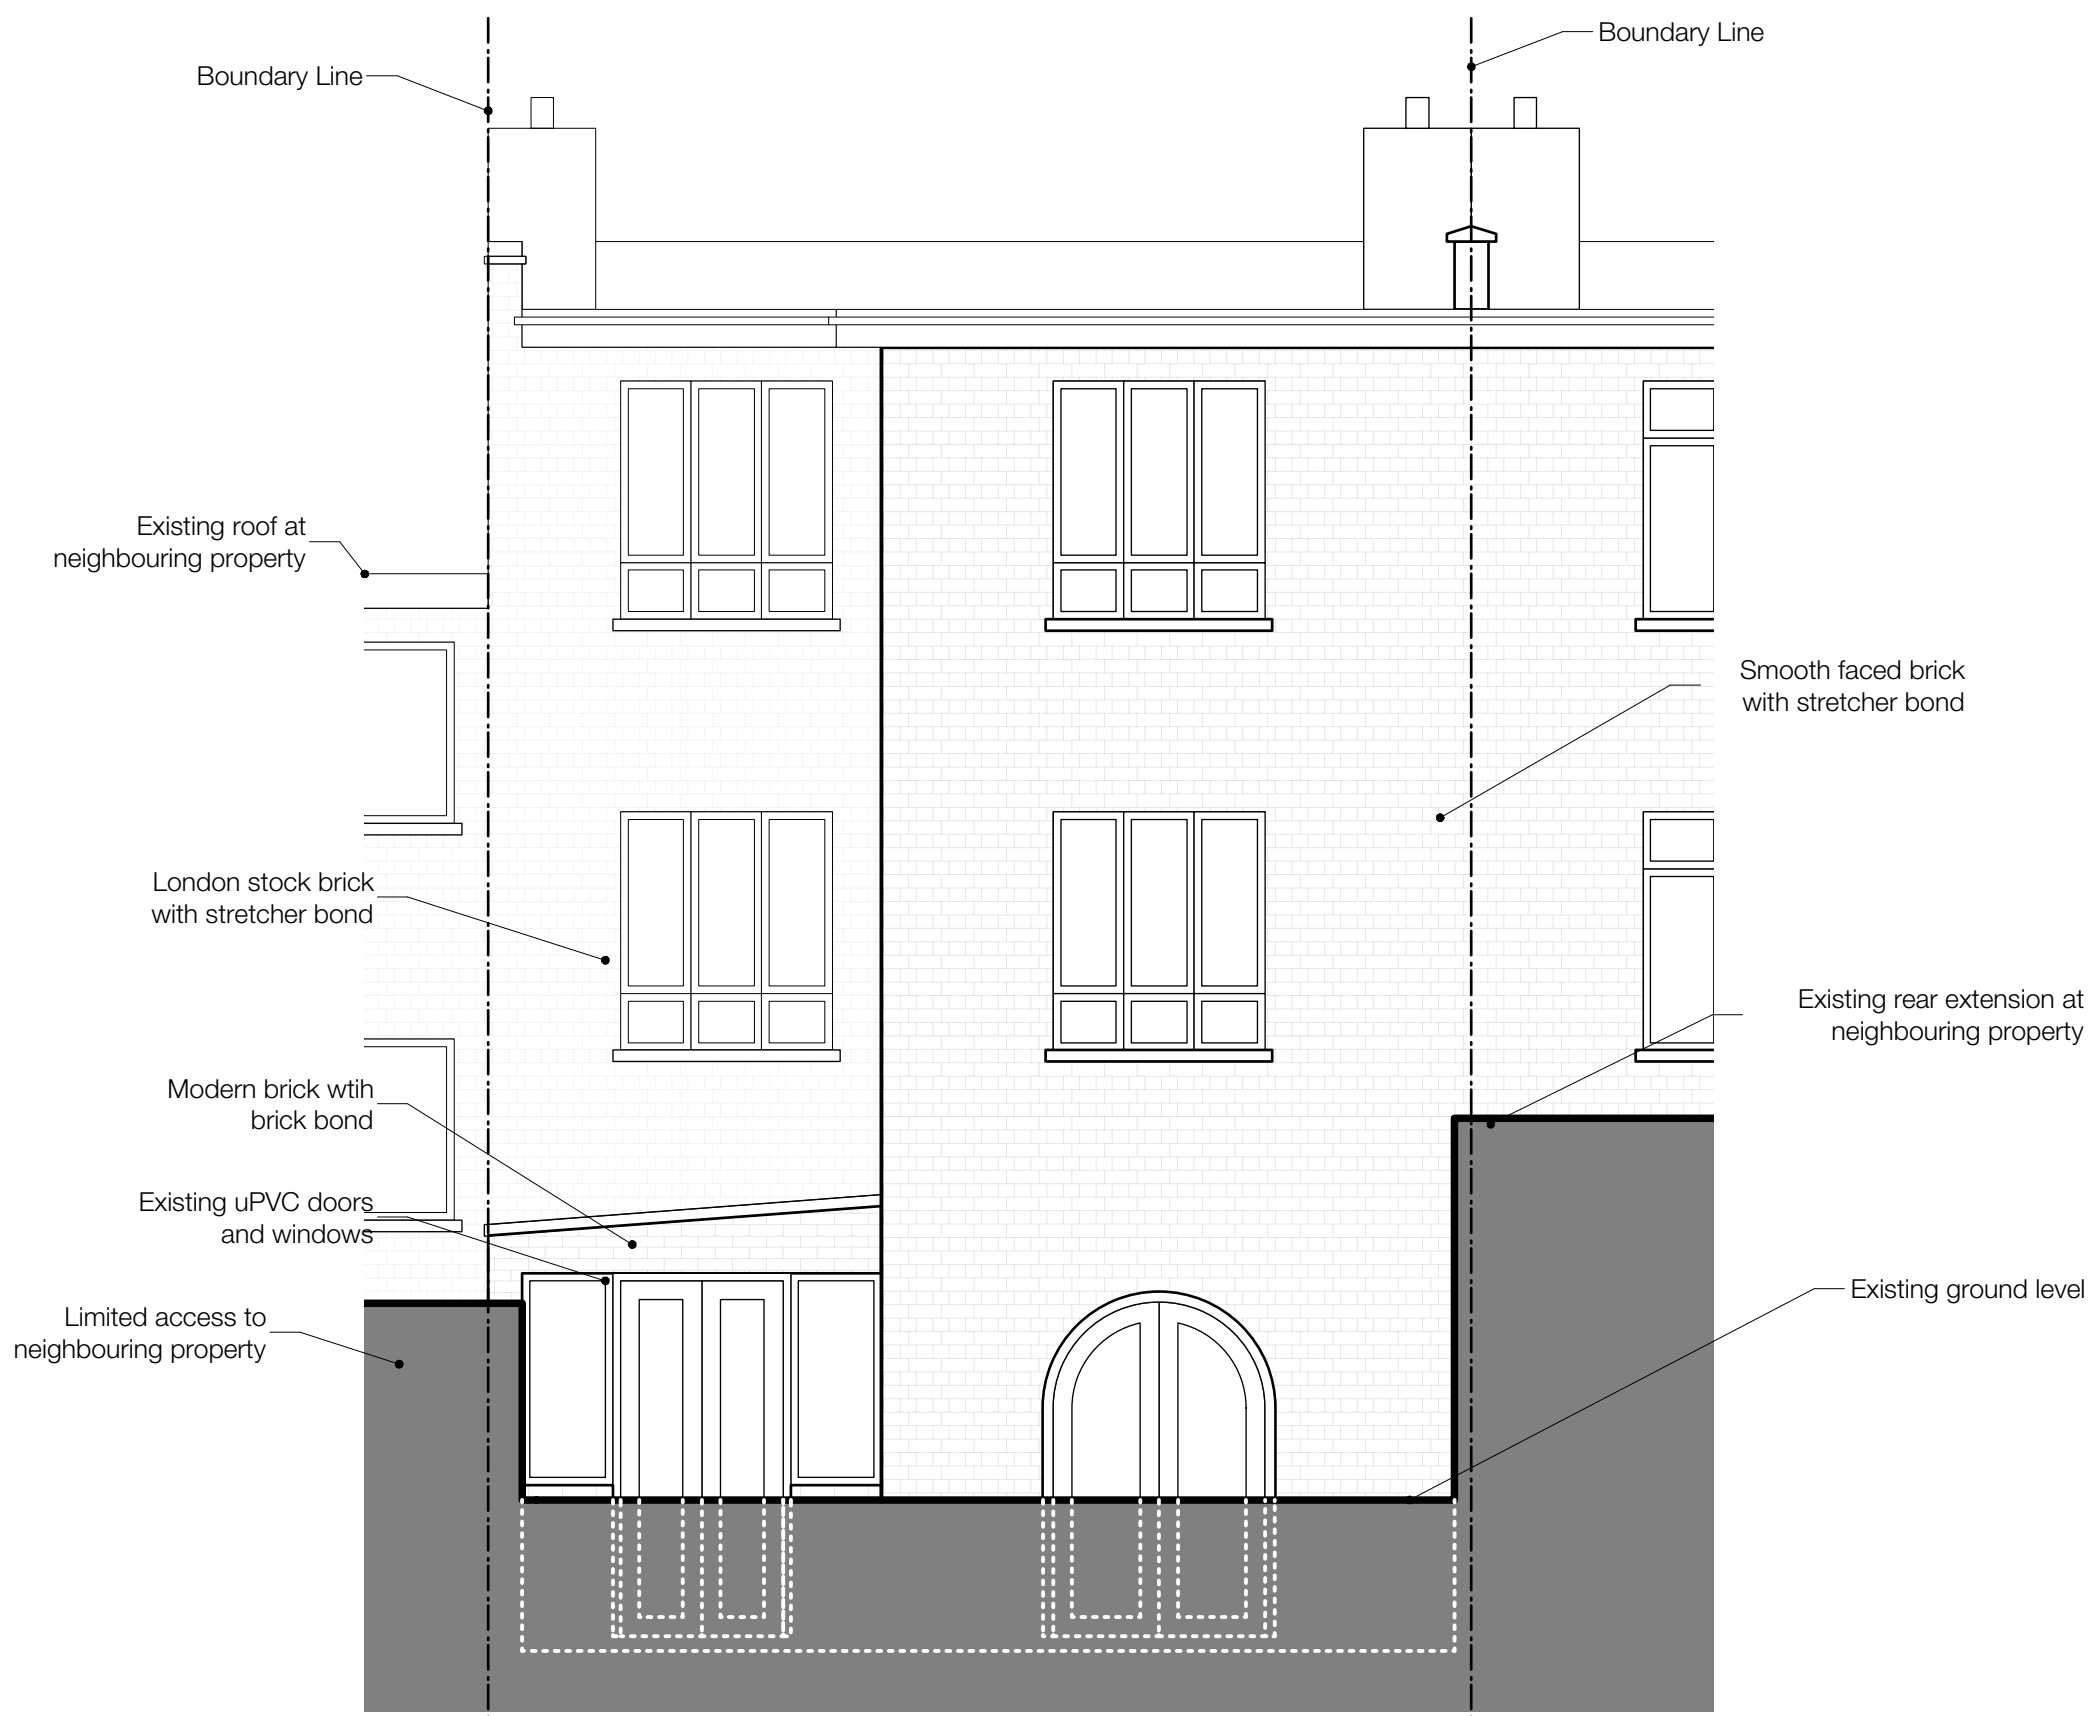 Boundary Line
Boundary Line
Existing roof at
neighbouring property
Smooth faced brick
with stretcher bond
London stock brick
with stretcher bond
Existing rear extension at
neighbouring property
Modern brick wtih
brick bond
Existing uPVC doors
and windows
Existing ground level
Limited access to
neighbouring property